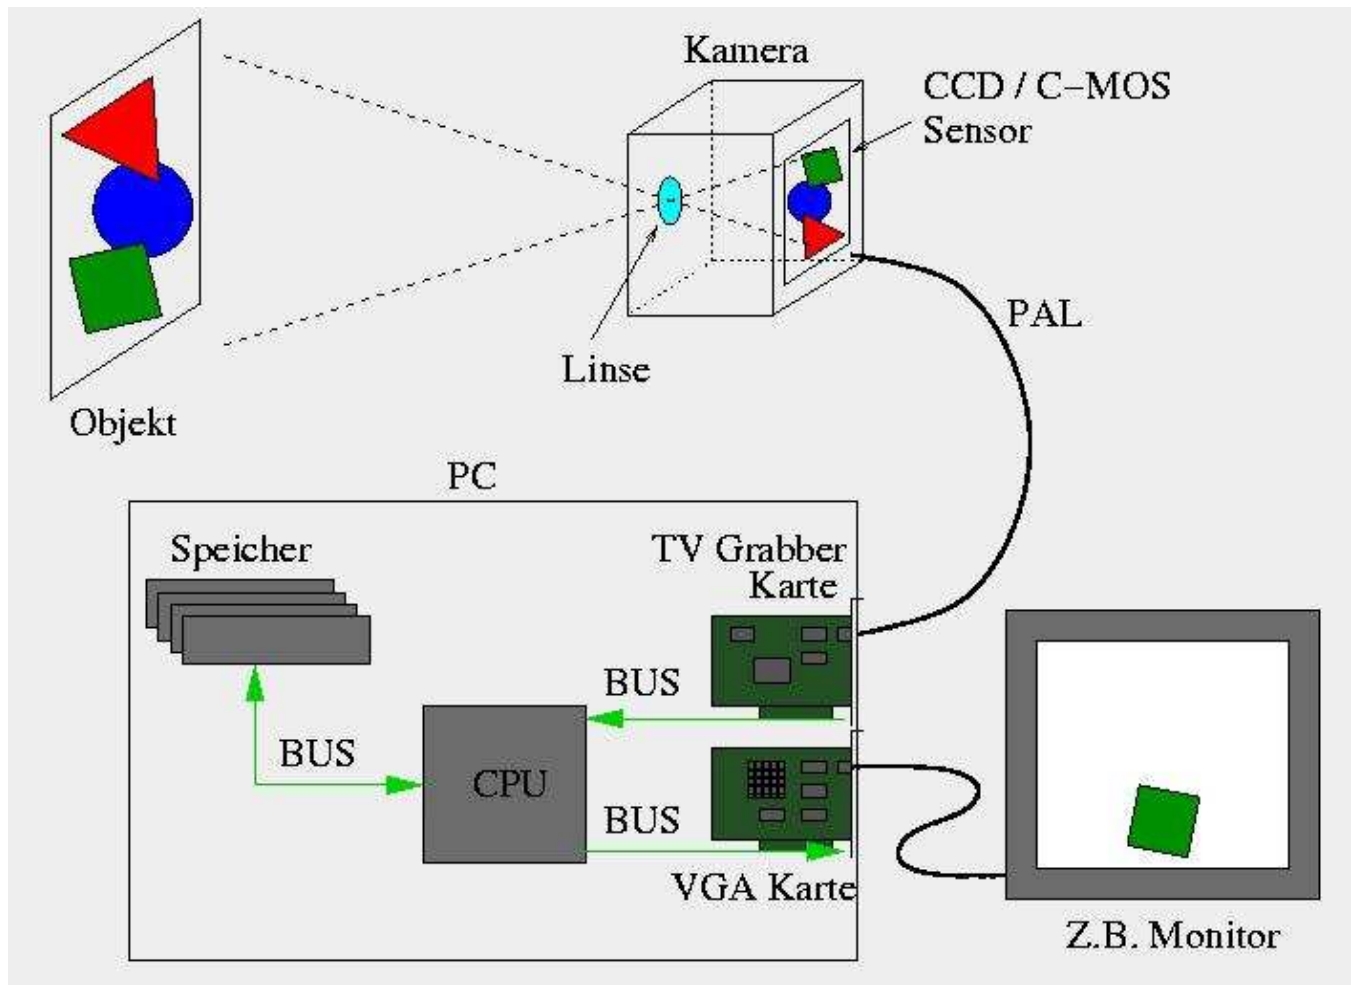 Kamera
CCD / C-MOS
Sensor
PAL
Linse
Objekt
PC
Speicher
TV Grabber
Karte
BUS
BUS
CPU
BUS
VGA Karte
Z.B. Monitor